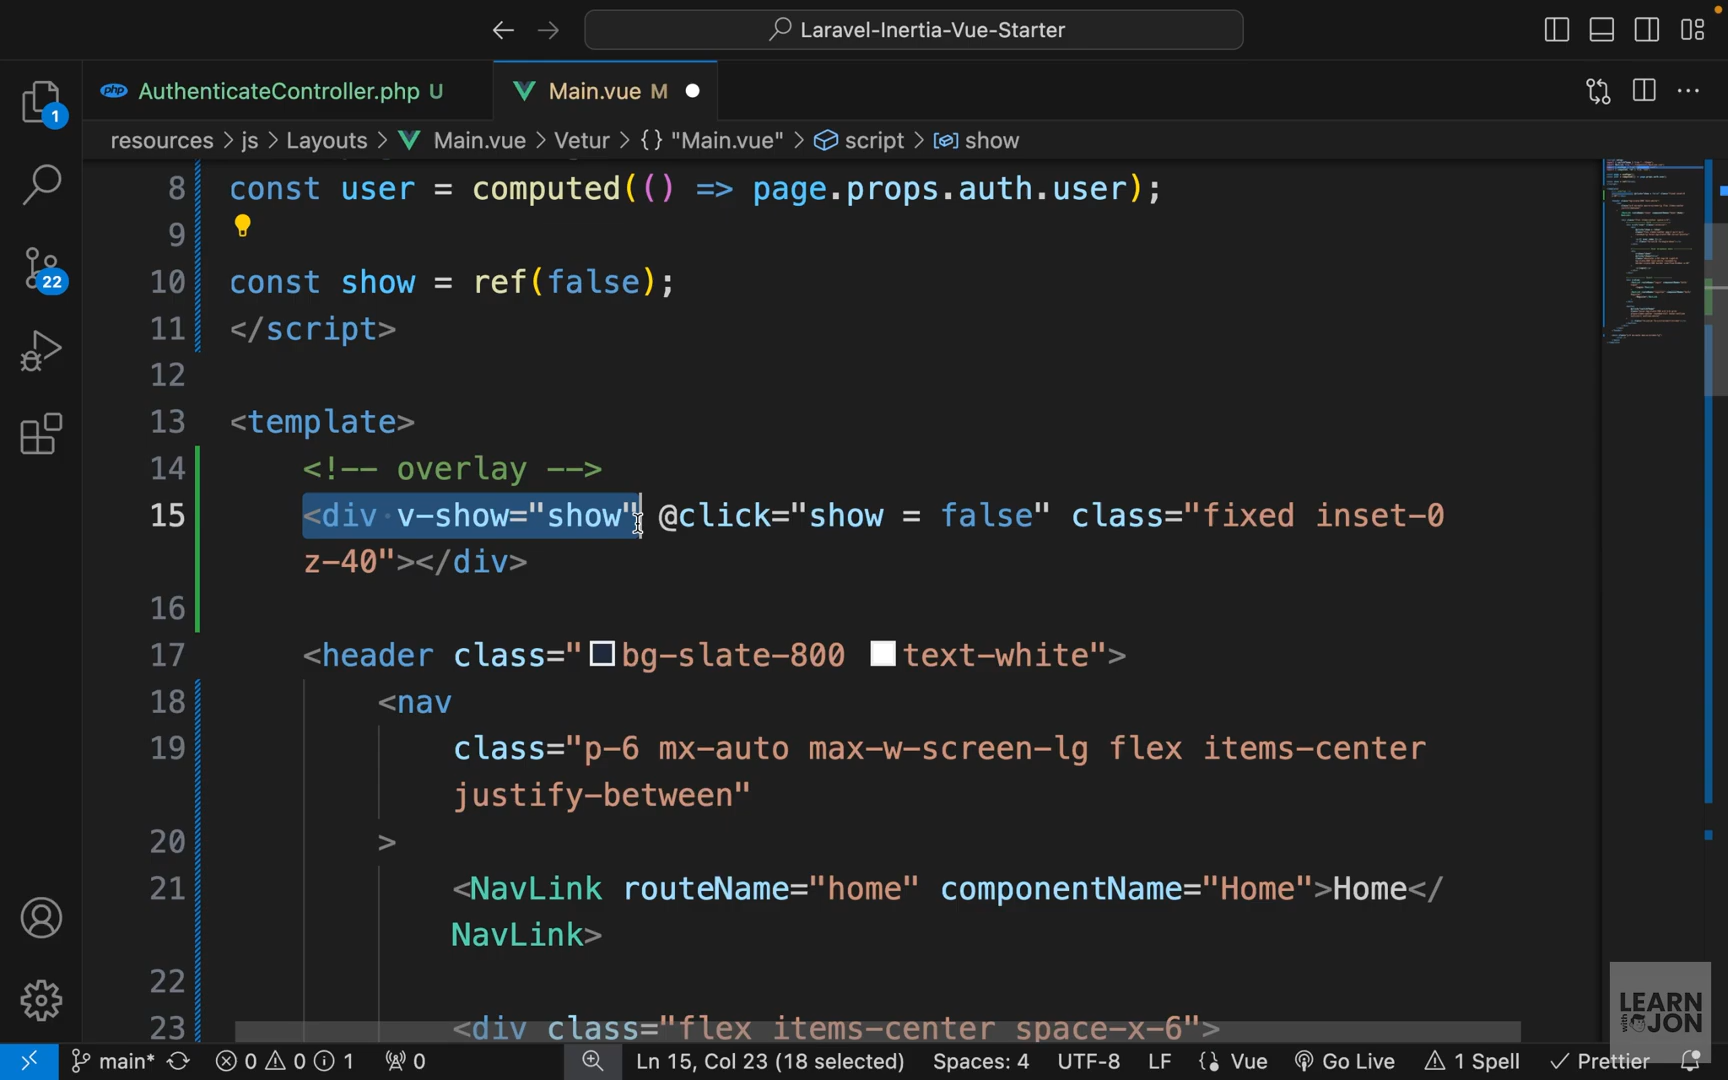 Laravel-Inertia-Vue-Starter
AuthenticateController.php U
Main.vue M
resources > js > Layouts > Main.vue > Vetur > {} "Main.vue" > script > show
1
22
8 const user = computed(() => page.props.auth.user);
9
10 const show = ref(false);
11 </script>
12
13 <template>
14 <!-- overlay -->
15 <div v-show="show" @click="show = false" class="fixed inset-0
z-40"></div>
16
17 <header class="bg-slate-800 text-white">
18 <nav
19 class="p-6 mx-auto max-w-screen-lg flex items-center
justify-between"
20 >
21 <NavLink routeName="home" componentName="Home">Home</
NavLink>
22
23 <div class="flex items-center space-x-6">
LEARN
with
JON
main* 0 0 1 0 Ln 15, Col 23 (18 selected) Spaces: 4 UTF-8 LF {} Vue Go Live 1 Spell Prettier